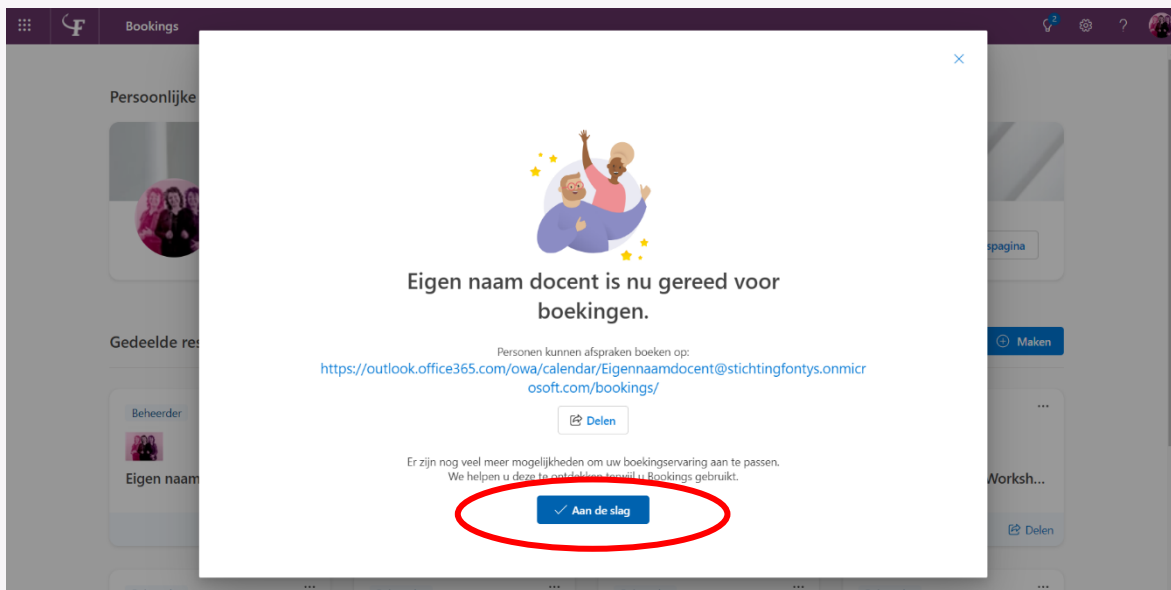 Bookings
2
?
Persoonlijke
spagina
Eigen naam docent is nu gereed voor
boekingen.
Personen kunnen afspraken boeken op:
https://outlook.office365.com/owa/calendar/Eigennaamdocent@stichtingfontys.onmicr
osoft.com/bookings/
Delen
Gedeelde res
Maken
Beheerder
Eigen naam
Worksh...
Er zijn nog veel meer mogelijkheden om uw boekingservaring aan te passen.
We helpen u deze te ontdekken terwijl u Bookings gebruikt.
Aan de slag
Delen